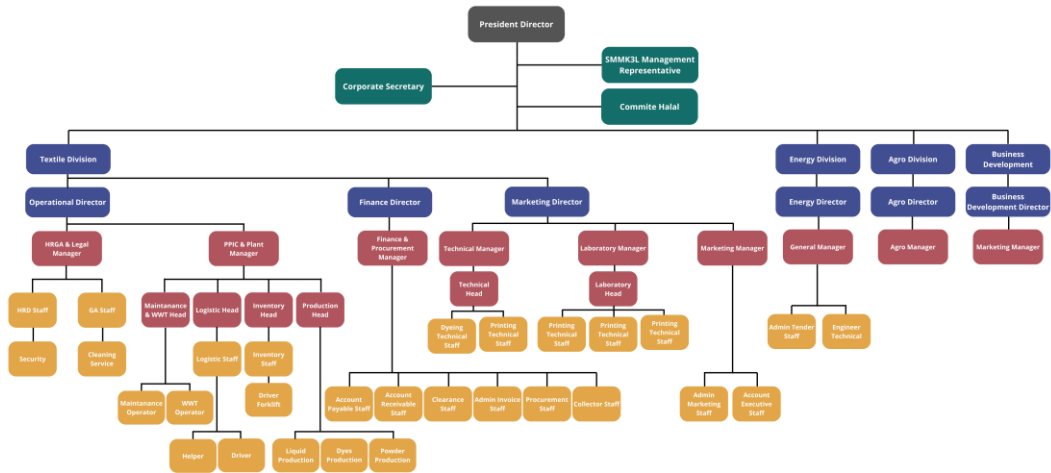 President Director
SMMK3L Management
Representative
Corporate Secretary
Commite Halal
Textile Division
Energy Division
Agro Division
Business
Development
Operational Director
Finance Director
Marketing Director
Energy Director
Agro Director
Business
Development Director
HRGA & Legal
Manager
PPIC & Plant
Manager
Finance &
Procurement
Manager
Technical Manager
Laboratory Manager
Marketing Manager
General Manager
Agro Manager
Marketing Manager
Technical
Head
Laboratory
Head
HRD Staff
GA Staff
Maintanance
& WWT Head
Logistic Head
Inventory
Head
Production
Head
Dyeing
Technical
Staff
Printing
Technical
Staff
Printing
Technical
Staff
Printing
Technical
Staff
Printing
Technical
Staff
Admin Tender
Staff
Engineer
Technical
Security
Cleaning
Service
Logistic Staff
Inventory
Staff
Maintanance
Operator
WWT
Operator
Driver
Forklift
Account
Payable Staff
Account
Receivable
Staff
Clearance
Staff
Admin Invoice
Staff
Procurement
Staff
Collector Staff
Admin
Marketing
Staff
Account
Executive
Staff
Helper
Driver
Liquid
Production
Dyes
Production
Powder
Production